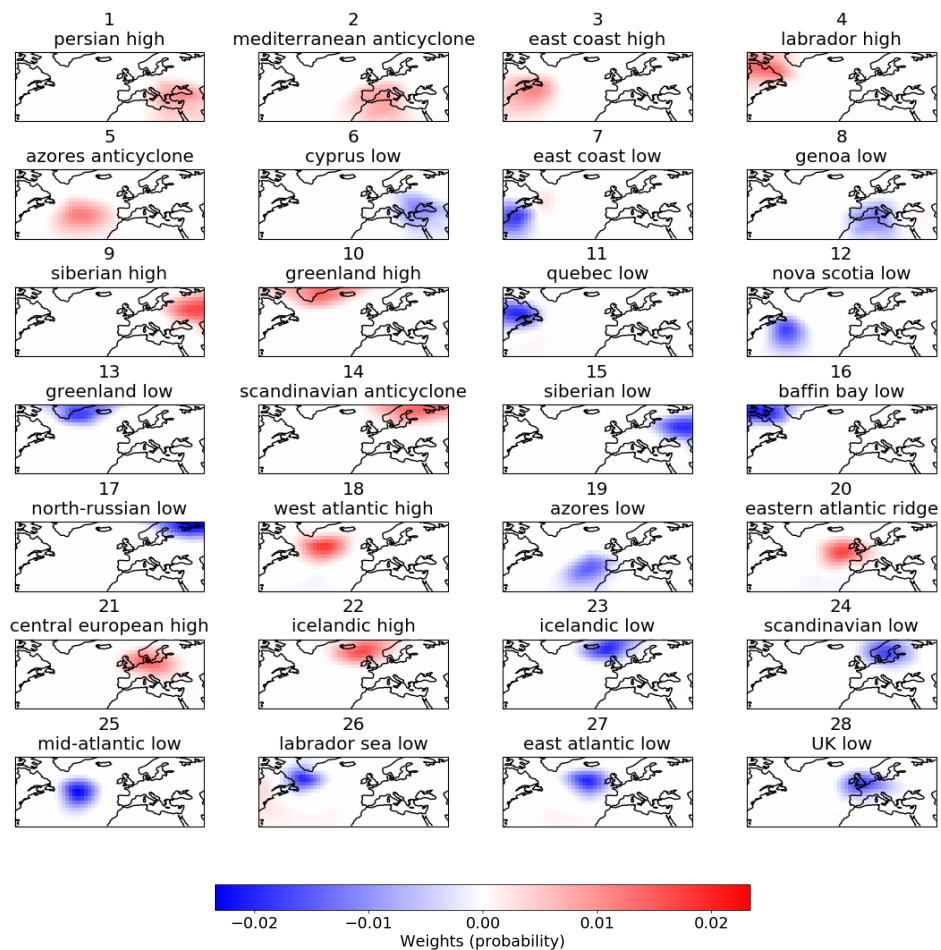 1
persian high
2
mediterranean anticyclone
3
east coast high
4
labrador high
5
azores anticyclone
6
cyprus low
7
east coast low
8
genoa low
9
siberian high
10
greenland high
11
quebec low
12
nova scotia low
13
greenland low
14
scandinavian anticyclone
15
siberian low
16
baffin bay low
17
north-russian low
18
west atlantic high
19
azores low
20
eastern atlantic ridge
21
central european high
22
icelandic high
23
icelandic low
24
scandinavian low
25
mid-atlantic low
26
labrador sea low
27
east atlantic low
28
UK low
−0.02 −0.01 0.00 0.01 0.02
Weights (probability)